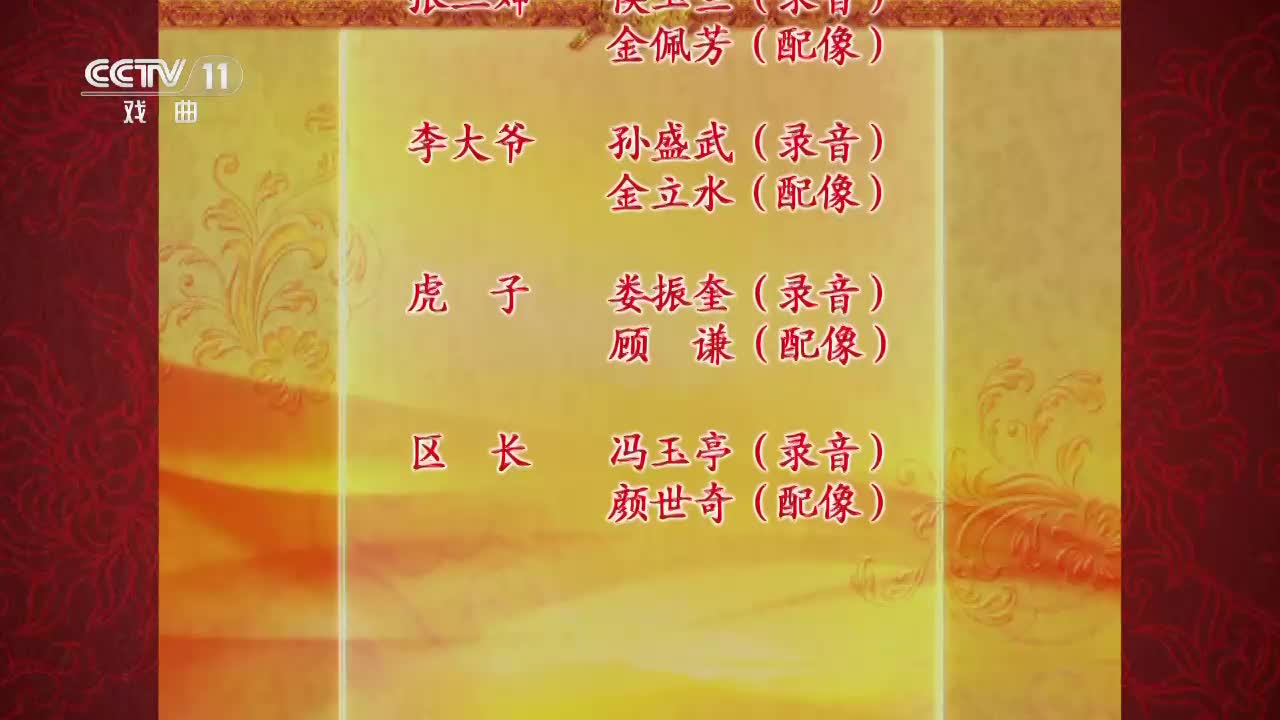 金佩芳（配像）
CCTV 11
戏曲
李大爷 孙盛武（录音）
金立水（配像）
虎子 娄振奎（录音）
顾谦（配像）
区长 冯玉亭（录音）
颜世奇（配像）